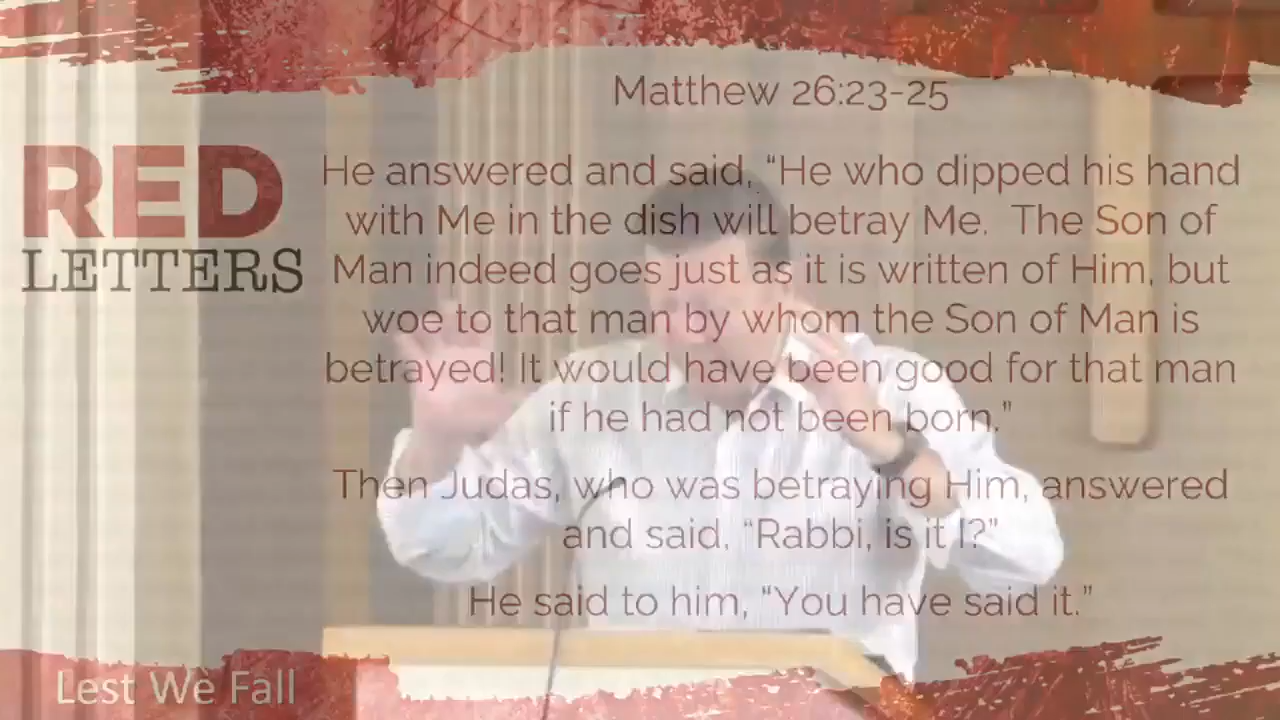 Matthew 26:23-25
RED
LETTERS
He answered and said, “He who dipped his hand
with Me in the dish will betray Me.  The Son of
Man indeed goes just as it is written of Him, but
woe to that man by whom the Son of Man is
betrayed! It would have been good for that man
if he had not been born.”
Then Judas, who was betraying Him, answered
and said, “Rabbi, is it I?”
He said to him, “You have said it.”
Lest We Fall